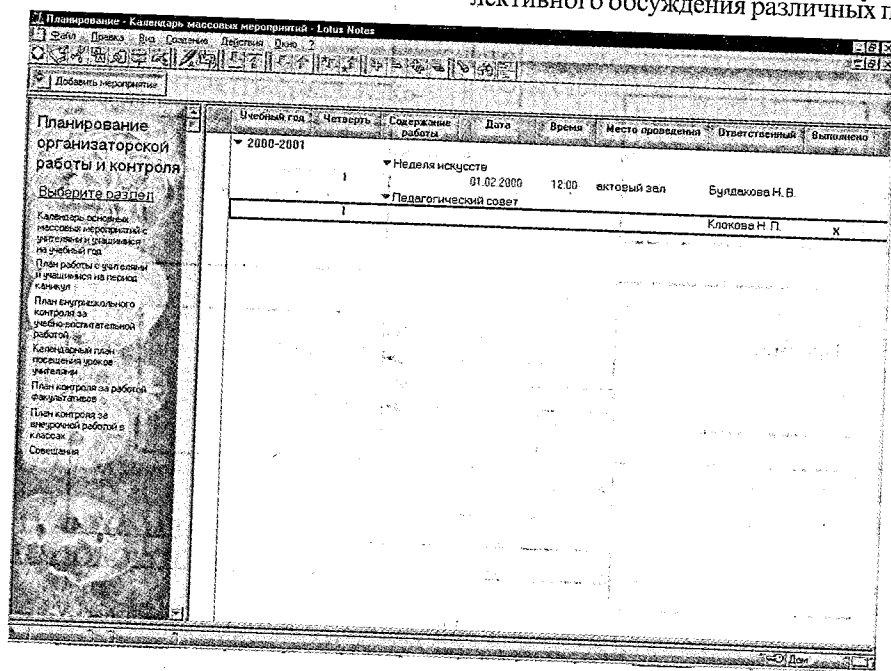 лективного обсуждения различных п
Планирование - Календарь массовых мероприятий - Lotus Notes
Файл Правка Вид Создание Действия Окно ?
Добавить мероприятие
Планирование
организаторской
работы и контроля
Выберите раздел
Календарь основных
массовых мероприятий с
учителями и учащимися
на учебный год
План работы с учителями
и учащимися на период
каникул
План внутришкольного
контроля за
учебно-воспитательной
работой
Календарный план
посещения уроков
учителями
План контроля за работой
факультативов
План контроля за
внеурочной работой в
классах
Совещания
Учебный год Четверть Содержание работы Дата Время Место проведения Ответственный Выполнено
2000-2001
Неделя искусств
1 01.02.2000 12:00 актовый зал Булдакова Н. В.
Педагогический совет
1 Клокова Н. П. X
Дом